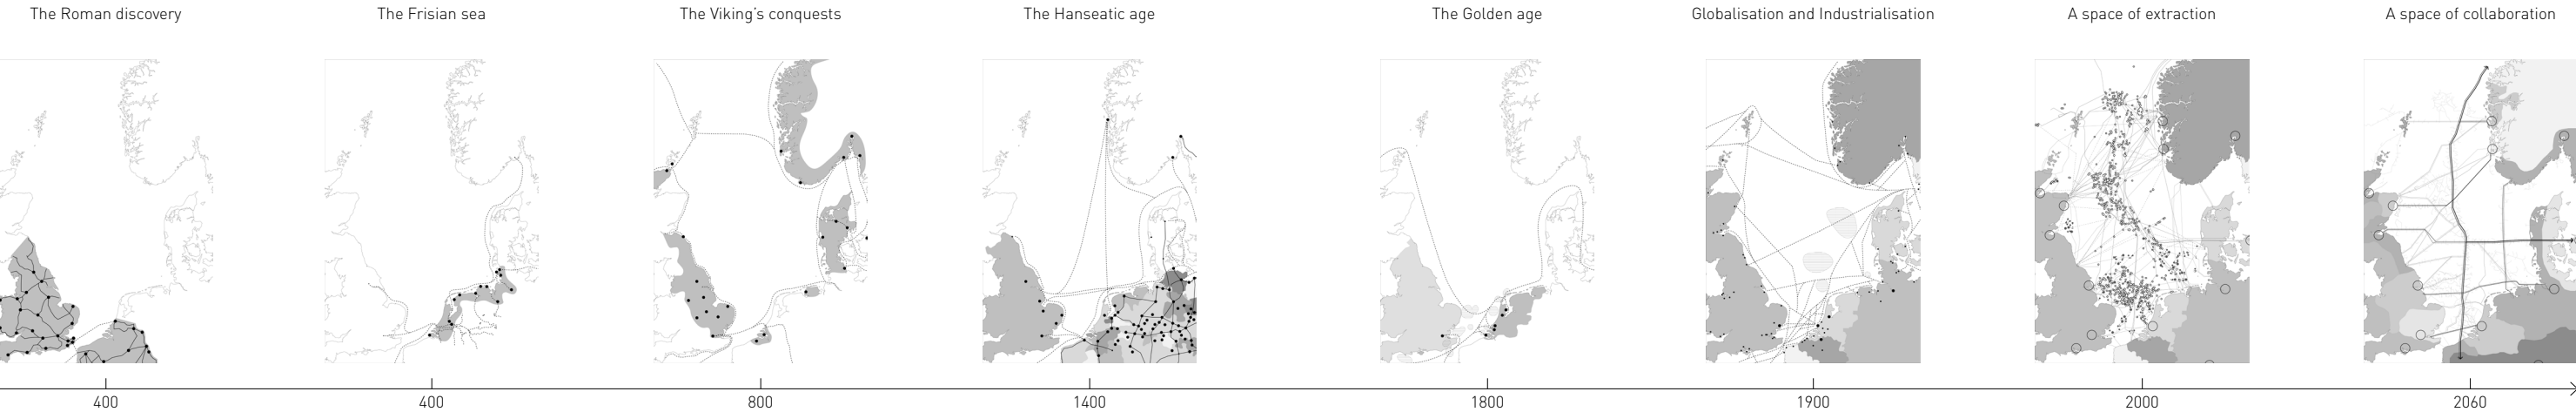 The Roman discovery
The Frisian sea
The Viking's conquests
The Hanseatic age
The Golden age
Globalisation and Industrialisation
A space of extraction
A space of collaboration
400
400
800
1400
1800
1900
2000
2060